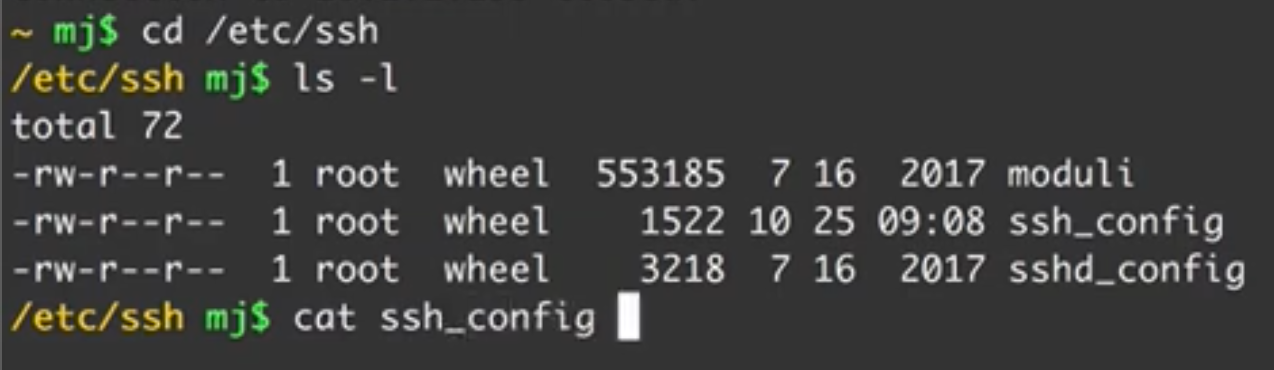 ~ mj$ cd /etc/ssh
/etc/ssh mj$ ls -l
total 72
-rw-r--r--  1 root  wheel  553185  7 16  2017 moduli
-rw-r--r--  1 root  wheel    1522 10 25 09:08 ssh_config
-rw-r--r--  1 root  wheel    3218  7 16  2017 sshd_config
/etc/ssh mj$ cat ssh_config